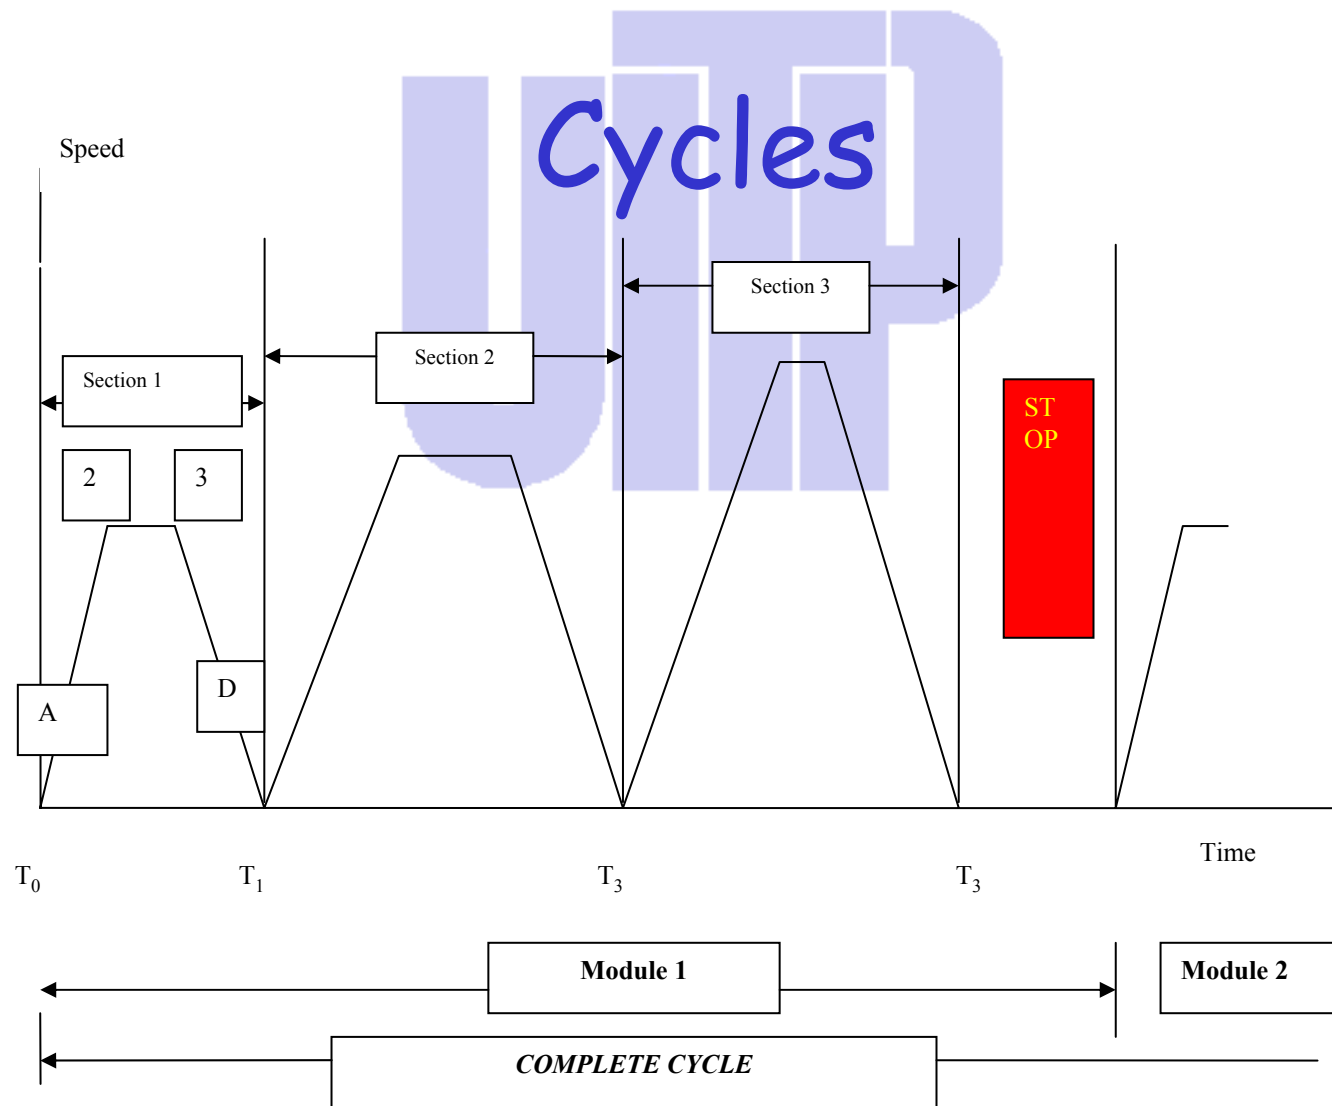 UITP
Cycles
Speed
Section 3
Section 2
Section 1
ST
OP
2
3
D
A
Time
T0
T1
T3
T3
Module 1
Module 2
COMPLETE CYCLE